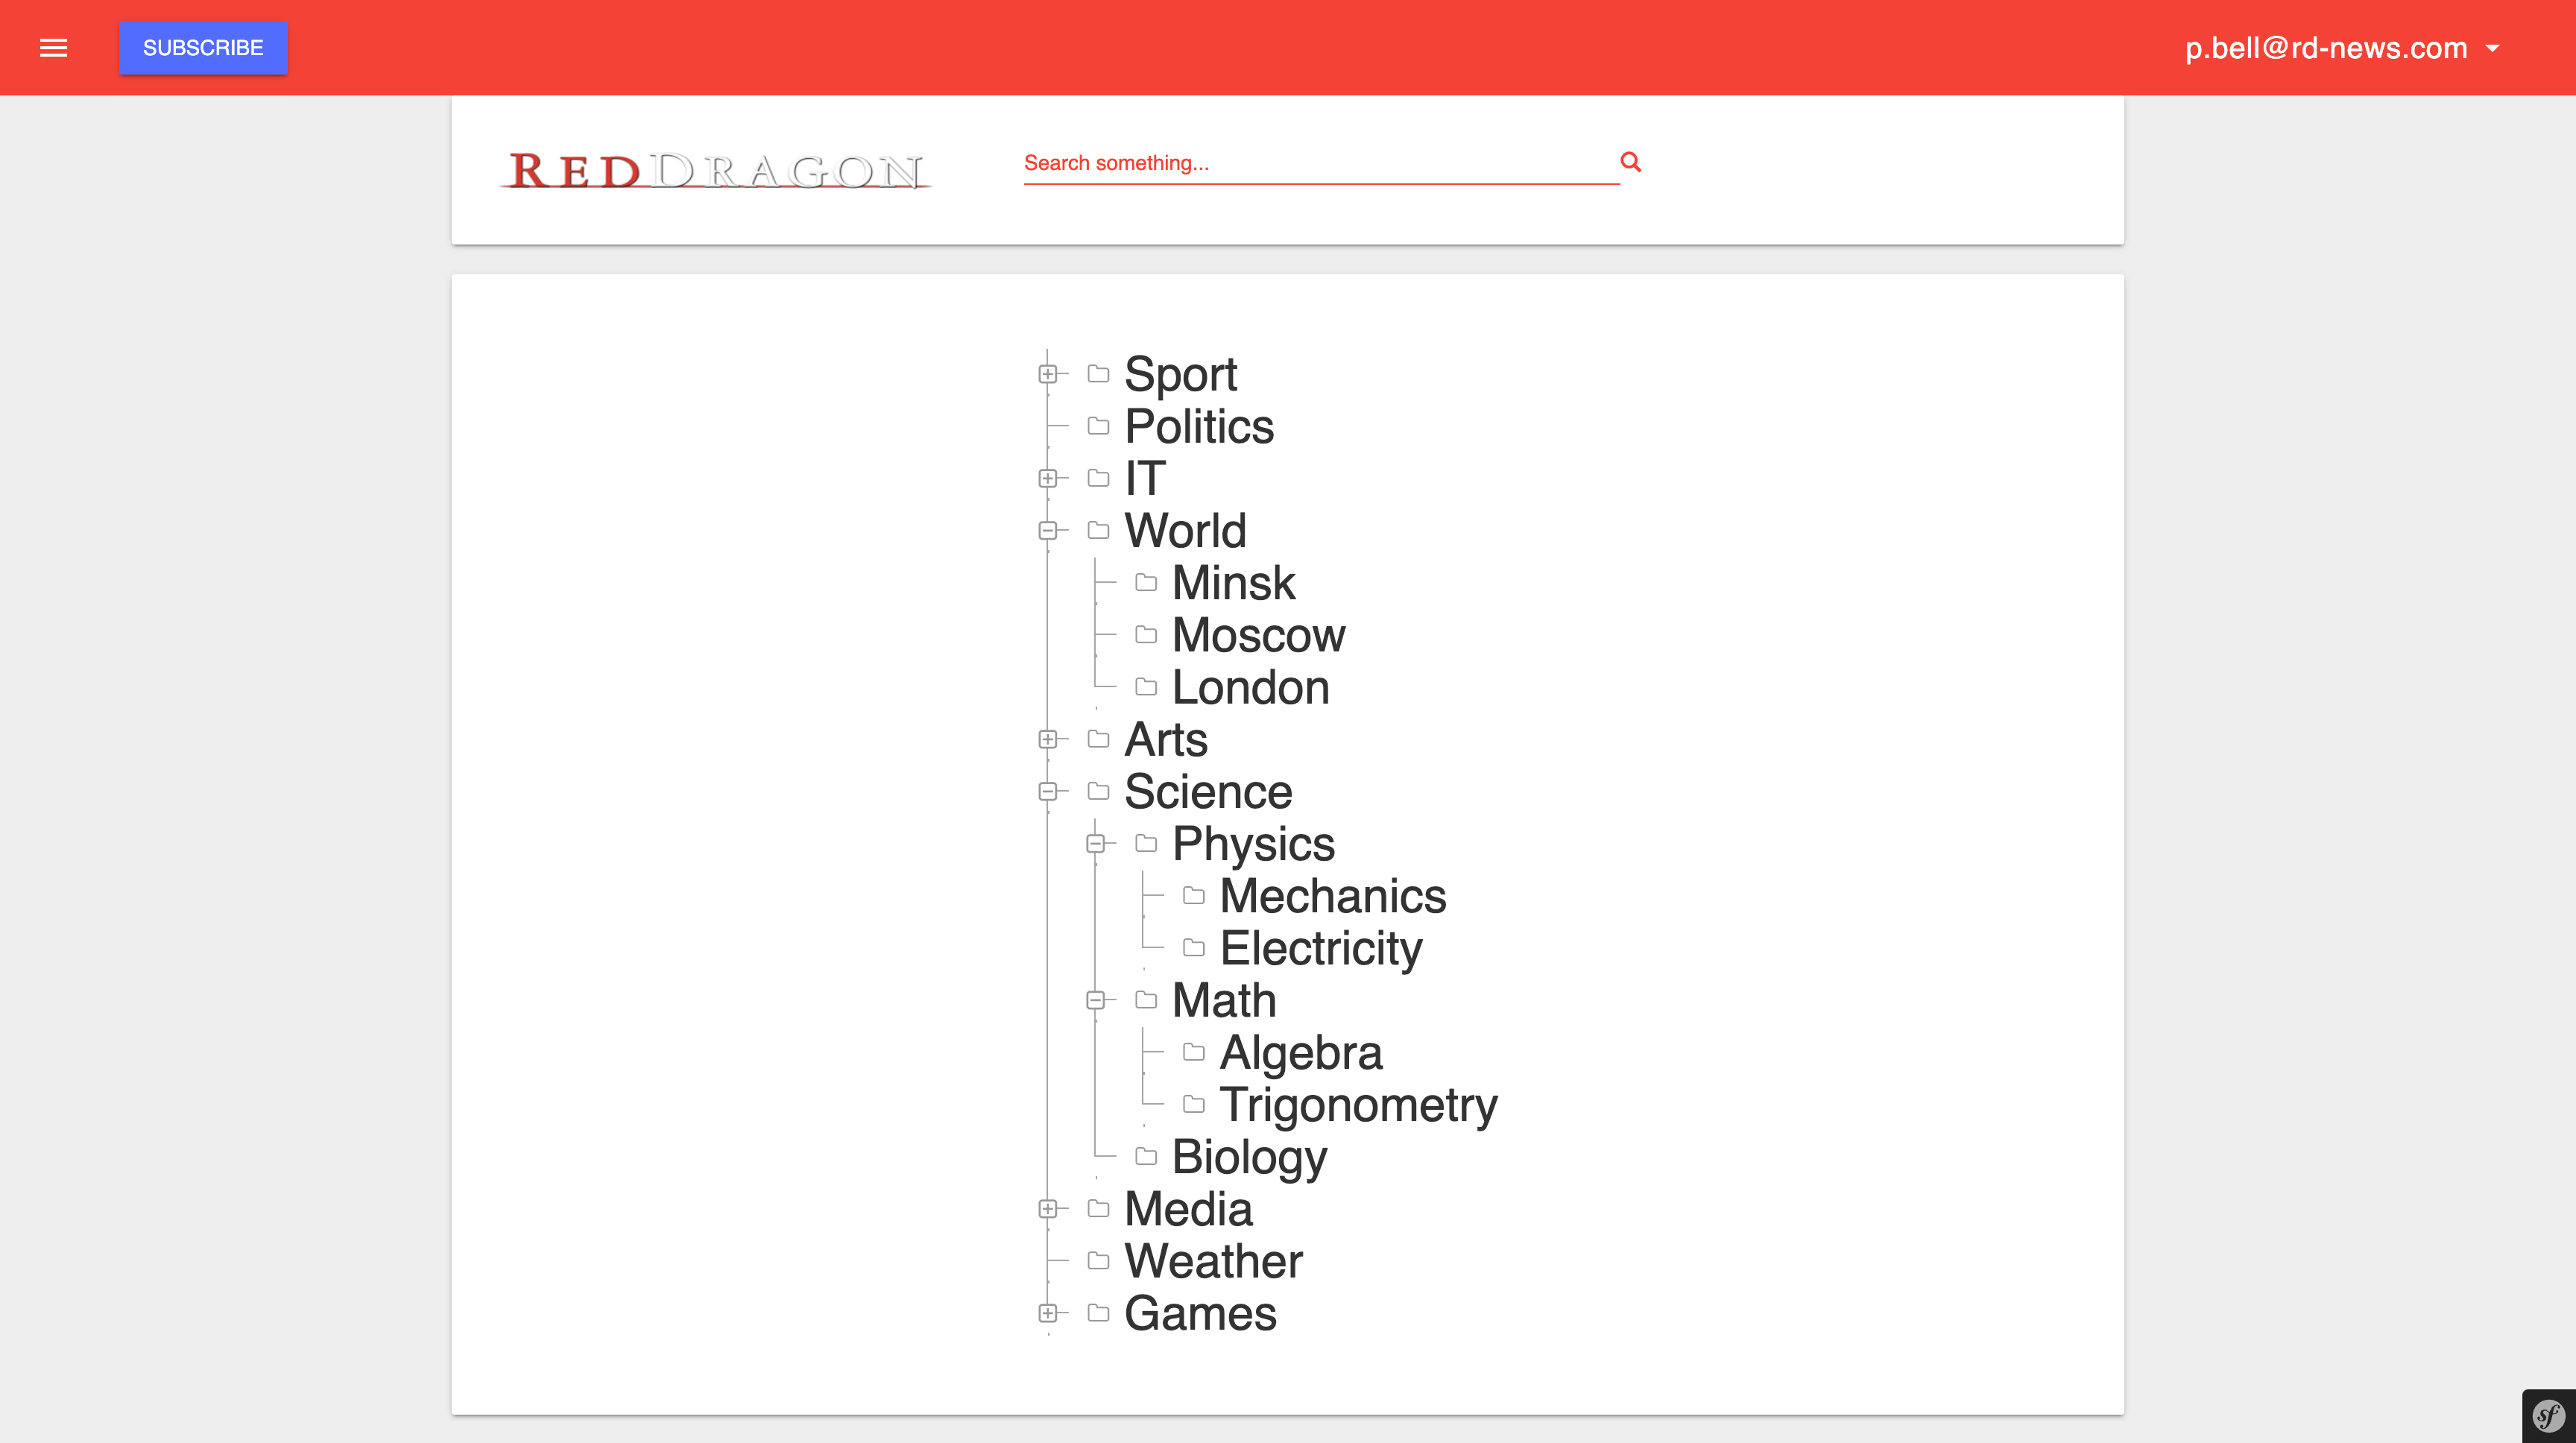 SUBSCRIBE
p.bell@rd-news.com
RED DRAGON
Search something...
Sport
Politics
IT
World
Minsk
Moscow
London
Arts
Science
Physics
Mechanics
Electricity
Math
Algebra
Trigonometry
Biology
Media
Weather
Games
sf